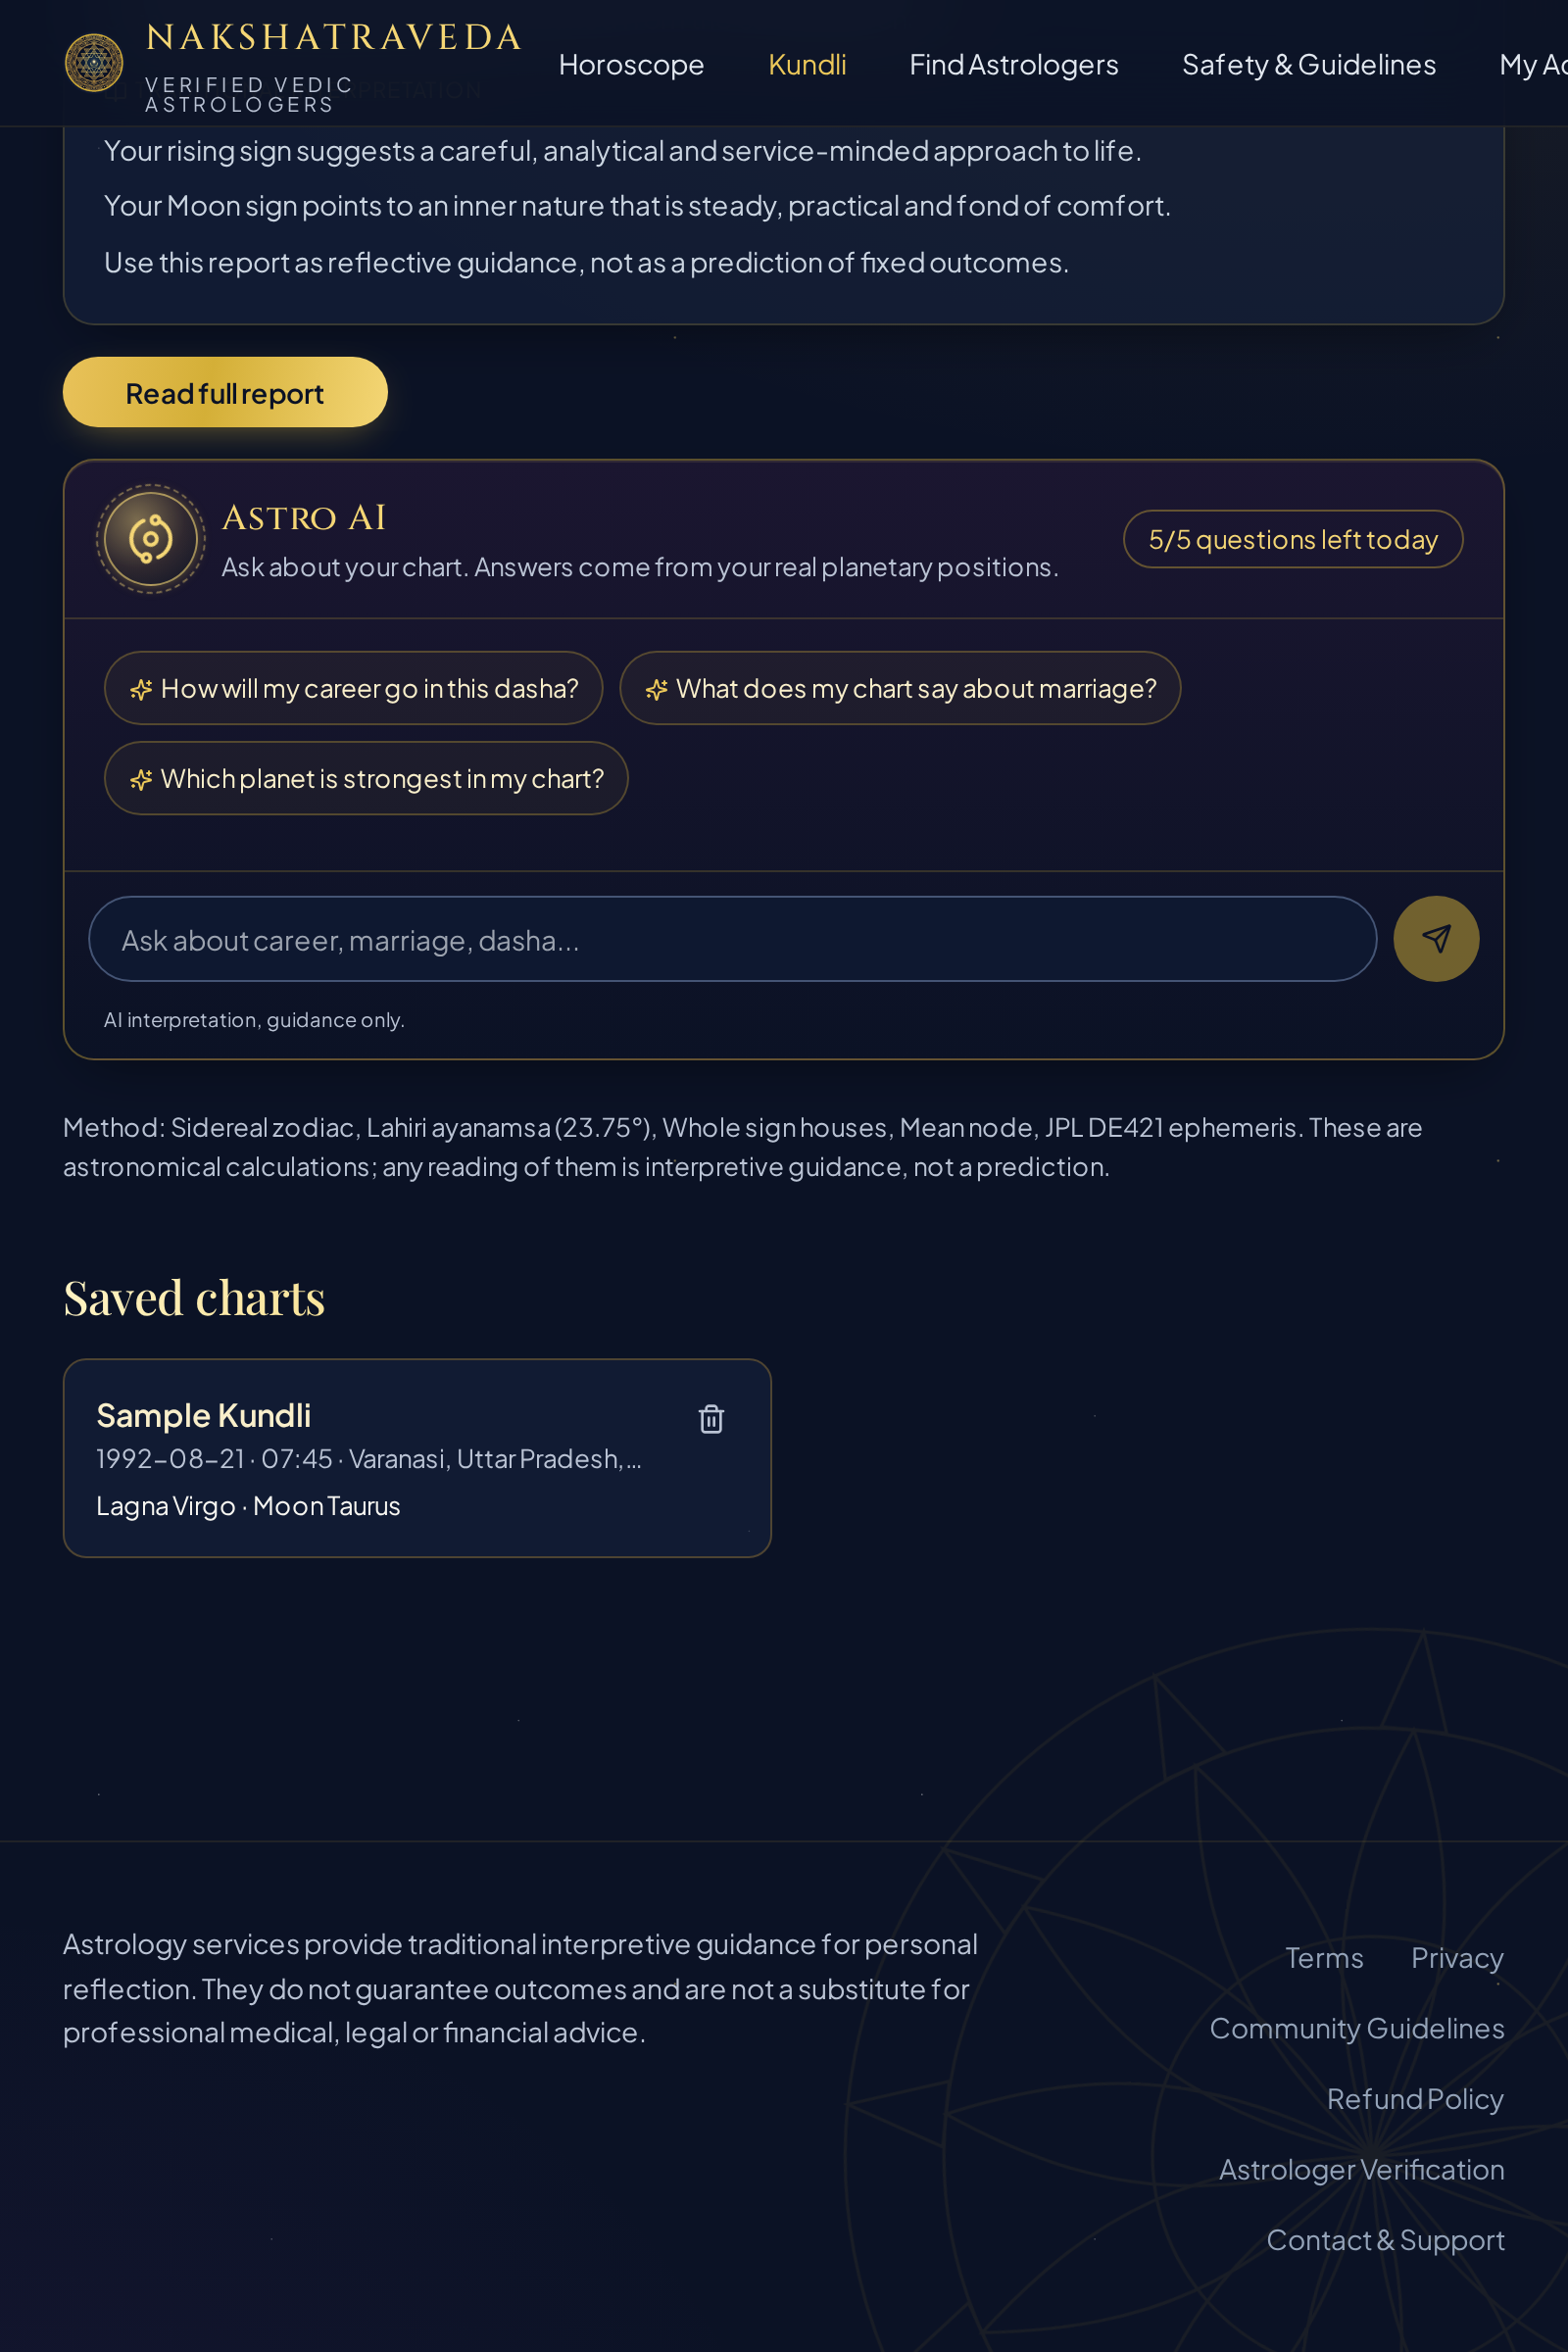 NAKSHATRAVEDA
VERIFIED VEDIC
ASTROLOGERS
Horoscope
Kundli
Find Astrologers
Safety & Guidelines
My Ac
Your rising sign suggests a careful, analytical and service-minded approach to life.
Your Moon sign points to an inner nature that is steady, practical and fond of comfort.
Use this report as reflective guidance, not as a prediction of fixed outcomes.
Read full report
Astro AI
Ask about your chart. Answers come from your real planetary positions.
5/5 questions left today
How will my career go in this dasha?
What does my chart say about marriage?
Which planet is strongest in my chart?
Ask about career, marriage, dasha...
AI interpretation, guidance only.
Method: Sidereal zodiac, Lahiri ayanamsa (23.75°), Whole sign houses, Mean node, JPL DE421 ephemeris. These are
astronomical calculations; any reading of them is interpretive guidance, not a prediction.
Saved charts
Sample Kundli
1992-08-21 · 07:45 · Varanasi, Uttar Pradesh,...
Lagna Virgo · Moon Taurus
Astrology services provide traditional interpretive guidance for personal
reflection. They do not guarantee outcomes and are not a substitute for
professional medical, legal or financial advice.
Terms
Privacy
Community Guidelines
Refund Policy
Astrologer Verification
Contact & Support